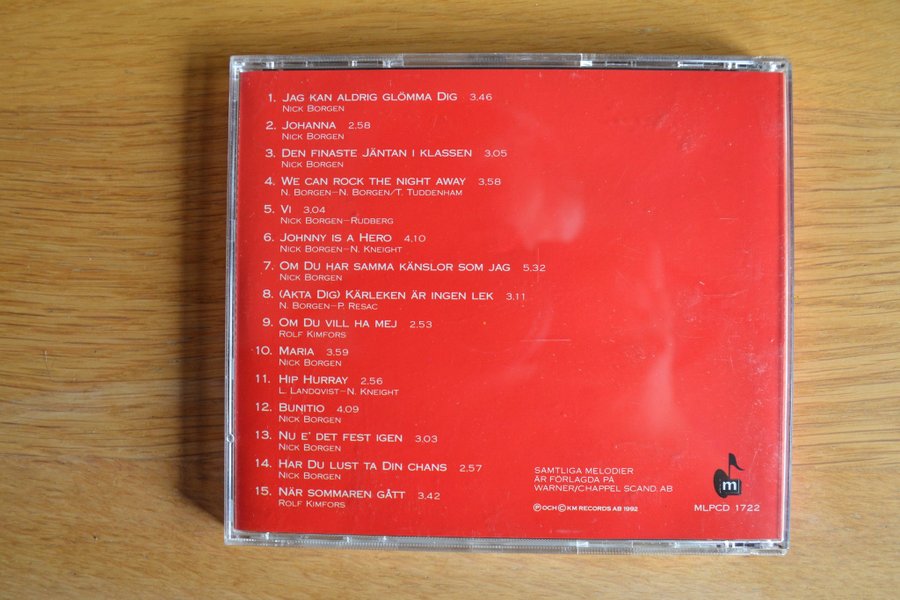 1. JAG KAN ALDRIG GLÖMMA DIG 3.46
NICK BORGEN
2. JOHANNA 2.58
NICK BORGEN
3. DEN FINASTE JÄNTAN I KLASSEN 3,05
NICK BORGEN
4. WE CAN ROCK THE NIGHT AWAY 3.58
N. BORGEN–N. BORGEN/T. TUDDENHAM
5. VI 3,04
NICK BORGEN–RUDBERG
6. JOHNNY IS A HERO 4,10
NICK BORGEN–N. KNEIGHT
7. OM DU HAR SAMMA KÄNSLOR SOM JAG 5.32
NICK BORGEN
8. (AKTA DIG) KÄRLEKEN ÄR INGEN LEK 3,11
N. BORGEN–P. RESAC
9. OM DU VILL HA MEJ 2.53
ROLF KIMFORS
10. MARIA 3.59
NICK BORGEN
11. HIP HURRAY 2.56
L. LANDQVIST–N. KNEIGHT
12. BUNITIO 4.09
NICK BORGEN
13. NU E' DET FEST IGEN 3,03
NICK BORGEN
14. HAR DU LUST TA DIN CHANS 2.57
NICK BORGEN
15. NÄR SOMMAREN GÅTT 3.42
ROLF KIMFORS
SAMTLIGA MELODIER
ÄR FÖRLAGDA PÅ
WARNER/CHAPPEL SCAND. AB
Ⓟ OCH © KM RECORDS AB 1992
m
MLPCD 1722